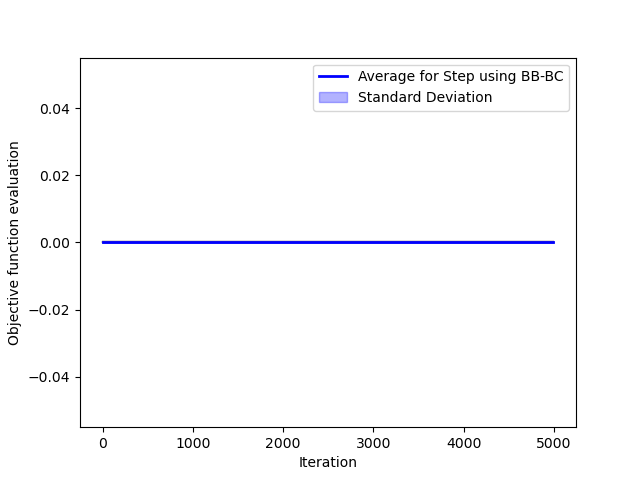 Average for Step using BB-BC
Standard Deviation
0.04
0.02
0.00
−0.02
−0.04
Objective function evaluation
0 1000 2000 3000 4000 5000
Iteration